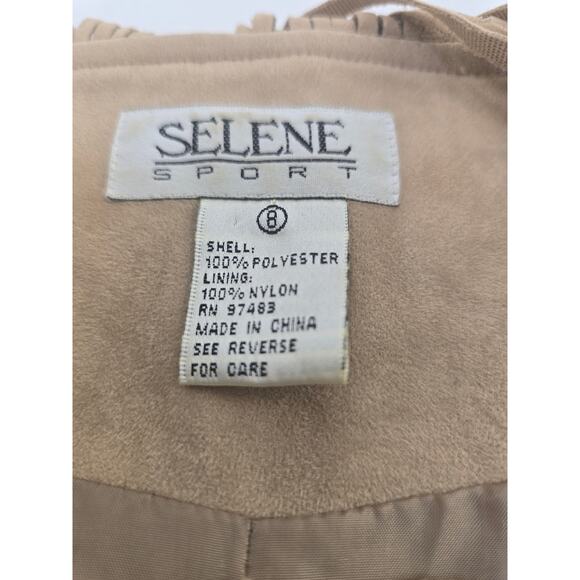 SELENE
SPORT
8
SHELL:
100% POLYESTER
LINING:
100% NYLON
RN 97483
MADE IN CHINA
SEE REVERSE
FOR CARE